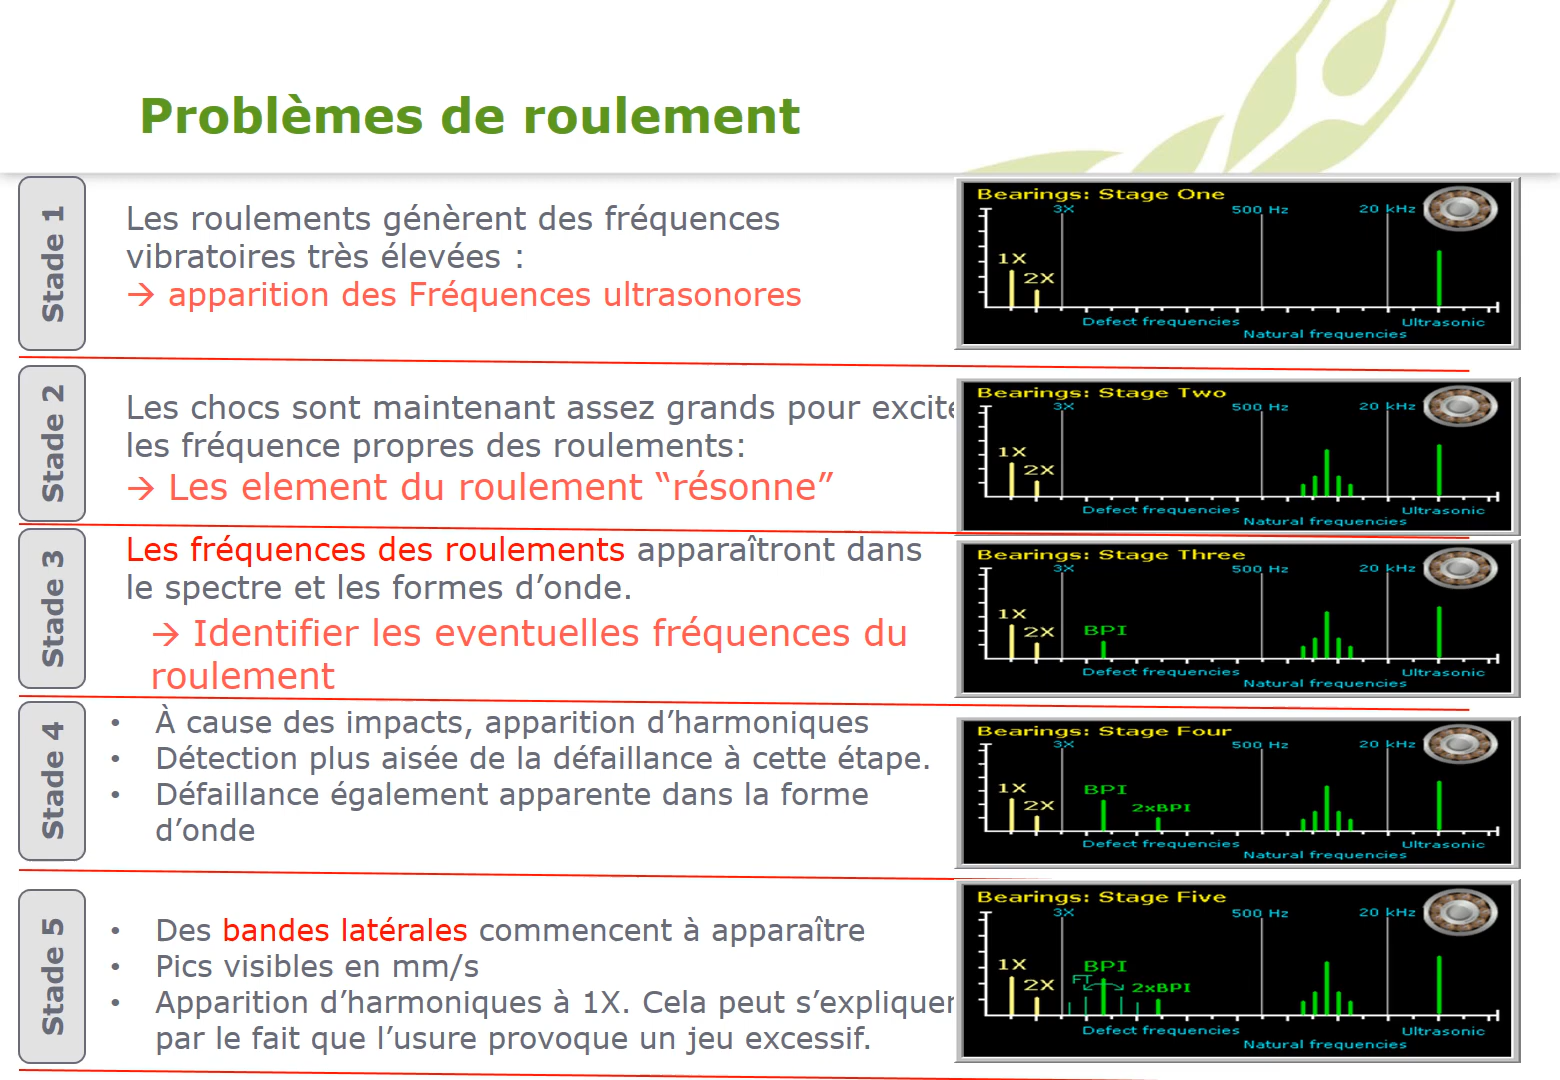 Problèmes de roulement
Stade 1
Les roulements génèrent des fréquences
vibratoires très élevées :
→ apparition des Fréquences ultrasonores
Bearings: Stage One
3X 500 Hz 20 kHz
1X
2X
Defect frequencies Ultrasonic
Natural frequencies
Stade 2
Les chocs sont maintenant assez grands pour excite
les fréquence propres des roulements:
→ Les element du roulement “résonne”
Bearings: Stage Two
3X 500 Hz 20 kHz
1X
2X
Defect frequencies Ultrasonic
Natural frequencies
Stade 3
Les fréquences des roulements apparaîtront dans
le spectre et les formes d’onde.
→ Identifier les eventuelles fréquences du
roulement
Bearings: Stage Three
3X 500 Hz 20 kHz
1X
2X BPI
Defect frequencies Ultrasonic
Natural frequencies
Stade 4
• À cause des impacts, apparition d’harmoniques
• Détection plus aisée de la défaillance à cette étape.
• Défaillance également apparente dans la forme
d’onde
Bearings: Stage Four
3X 500 Hz 20 kHz
1X BPI
2X 2xBPI
Defect frequencies Ultrasonic
Natural frequencies
Stade 5
• Des bandes latérales commencent à apparaître
• Pics visibles en mm/s
• Apparition d’harmoniques à 1X. Cela peut s’expliquer
par le fait que l’usure provoque un jeu excessif.
Bearings: Stage Five
3X 500 Hz 20 kHz
1X BPI
2X FT 2xBPI
Defect frequencies Ultrasonic
Natural frequencies